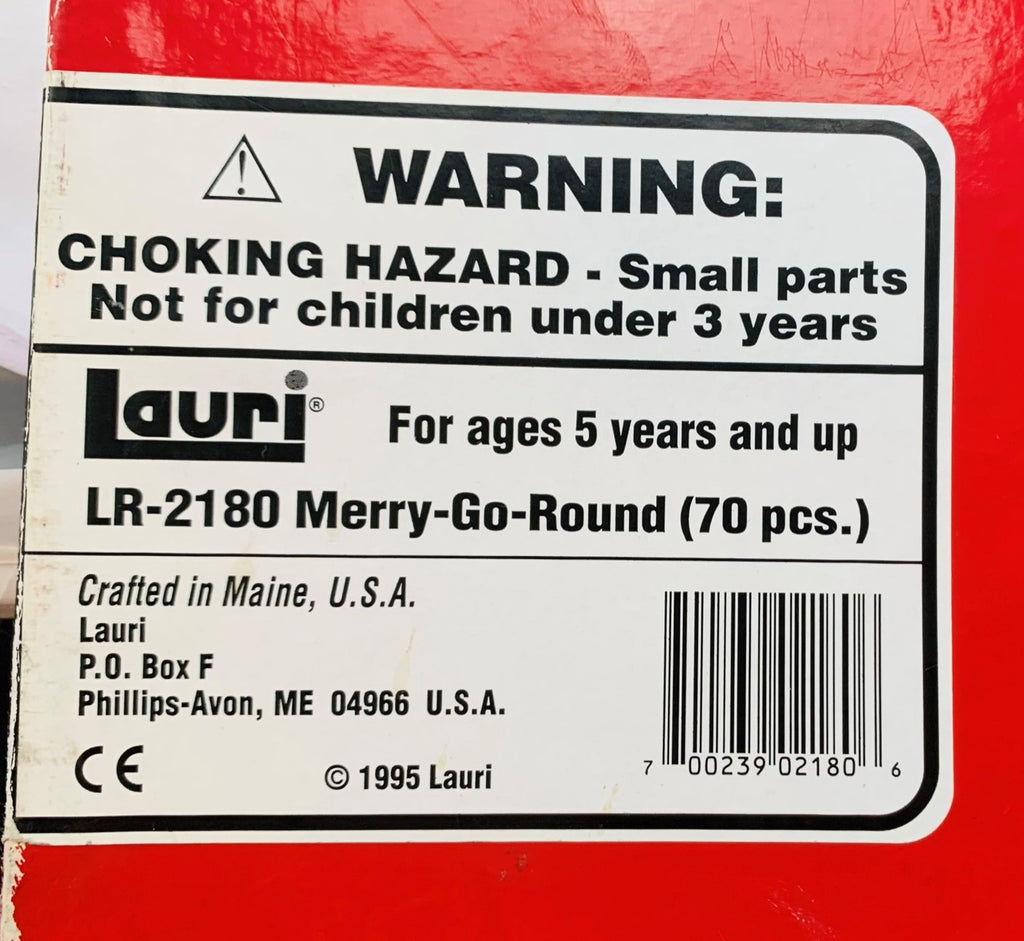 WARNING:
CHOKING HAZARD - Small parts
Not for children under 3 years
Lauri®
For ages 5 years and up
LR-2180 Merry-Go-Round (70 pcs.)
Crafted in Maine, U.S.A.
Lauri
P.O. Box F
Phillips-Avon, ME 04966 U.S.A.
CE
© 1995 Lauri
7 00239 02180 6